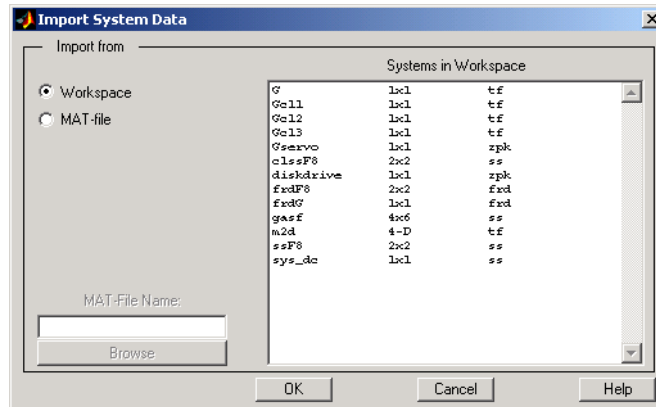 Import System Data
Import from
Systems in Workspace
Workspace
MAT-file
G 1x1 tf
Gcl1 1x1 tf
Gcl2 1x1 tf
Gcl3 1x1 tf
Gservo 1x1 zpk
clssF8 2x2 ss
diskdrive 1x1 zpk
frdF8 2x2 frd
frdG 1x1 frd
gasf 4x6 ss
m2d 4-D tf
ssF8 2x2 ss
sys_dc 1x1 ss
MAT-File Name:
Browse
OK Cancel Help